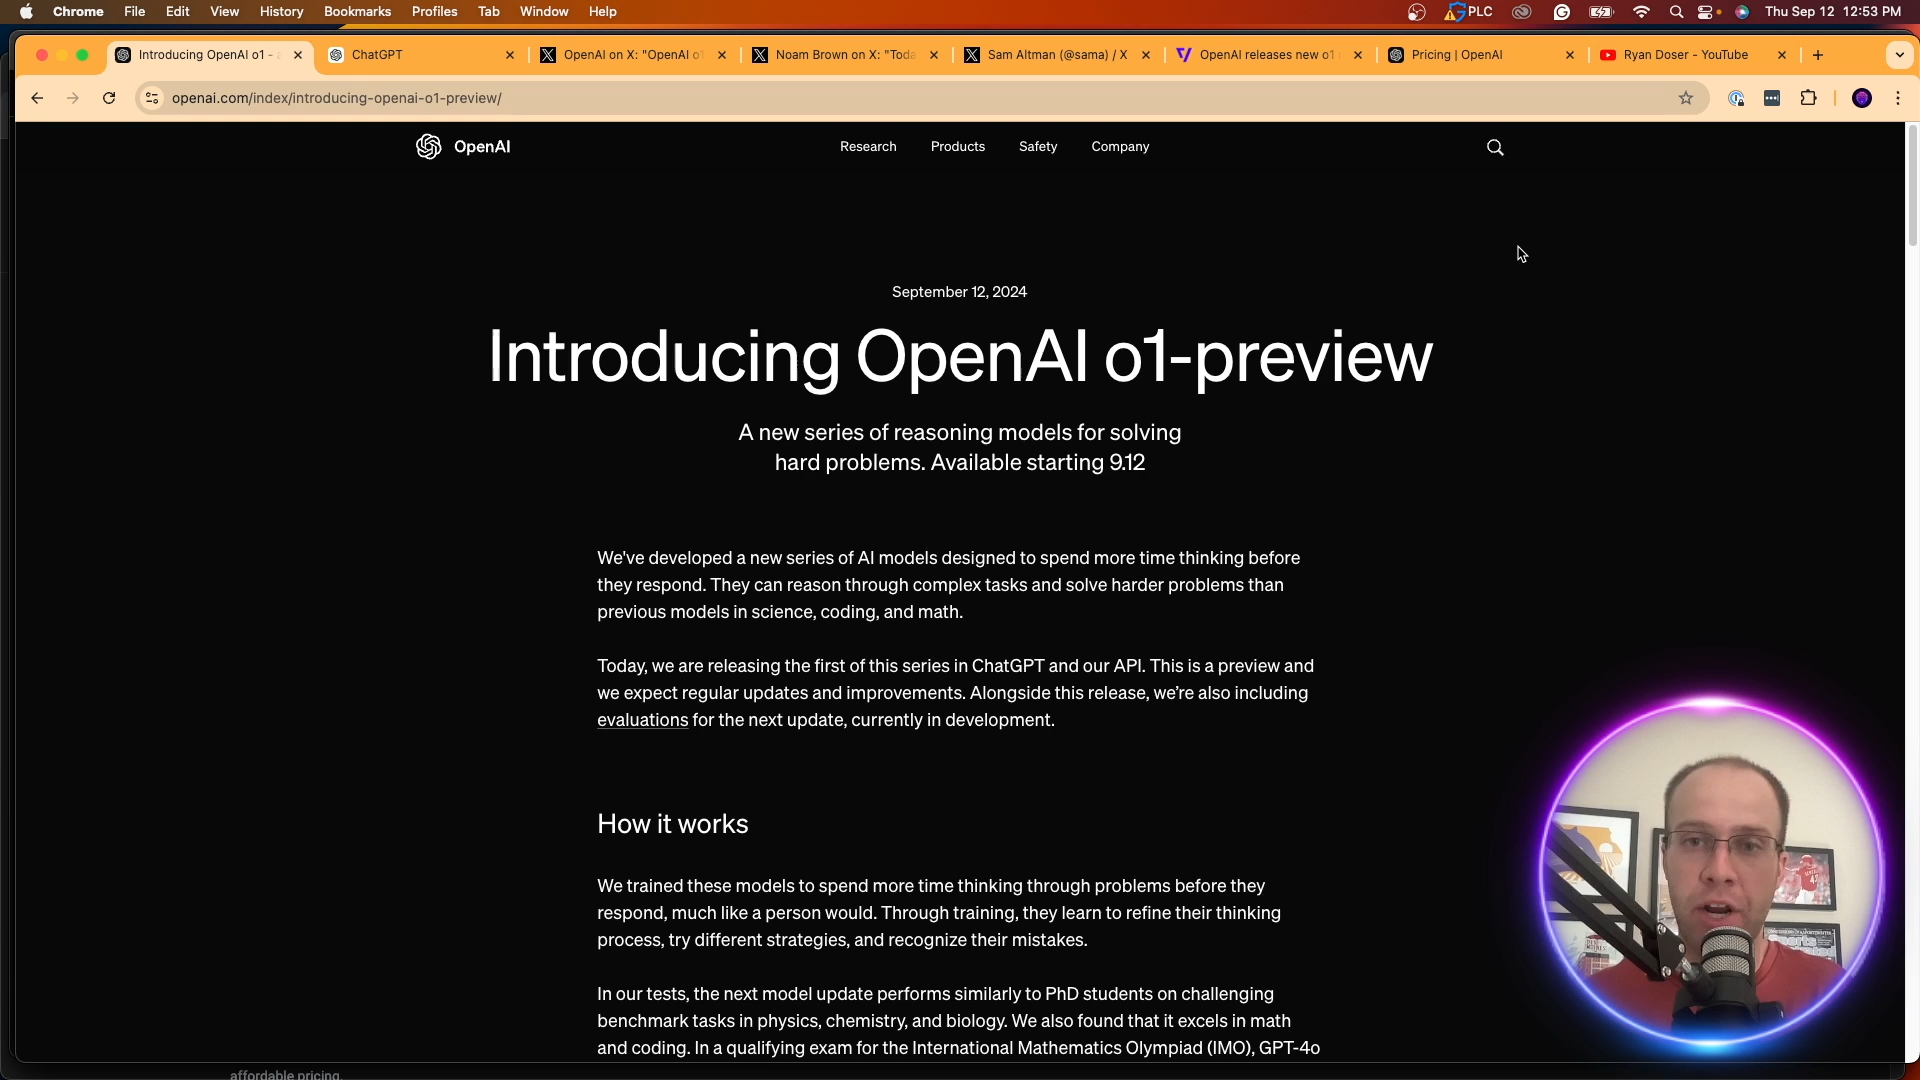 Chrome File Edit View History Bookmarks Profiles Tab Window Help PLC Thu Sep 12 12:53 PM
Introducing OpenAI o1 - ChatGPT OpenAI on X: "OpenAI o1 Noam Brown on X: "Toda Sam Altman (@sama) / X OpenAI releases new o1 Pricing | OpenAI Ryan Doser - YouTube
openai.com/index/introducing-openai-o1-preview/
OpenAI Research Products Safety Company
September 12, 2024
Introducing OpenAI o1-preview
A new series of reasoning models for solving
hard problems. Available starting 9.12
We've developed a new series of AI models designed to spend more time thinking before
they respond. They can reason through complex tasks and solve harder problems than
previous models in science, coding, and math.
Today, we are releasing the first of this series in ChatGPT and our API. This is a preview and
we expect regular updates and improvements. Alongside this release, we're also including
evaluations for the next update, currently in development.
How it works
We trained these models to spend more time thinking through problems before they
respond, much like a person would. Through training, they learn to refine their thinking
process, try different strategies, and recognize their mistakes.
In our tests, the next model update performs similarly to PhD students on challenging
benchmark tasks in physics, chemistry, and biology. We also found that it excels in math
and coding. In a qualifying exam for the International Mathematics Olympiad (IMO), GPT-4o
affordable pricing.